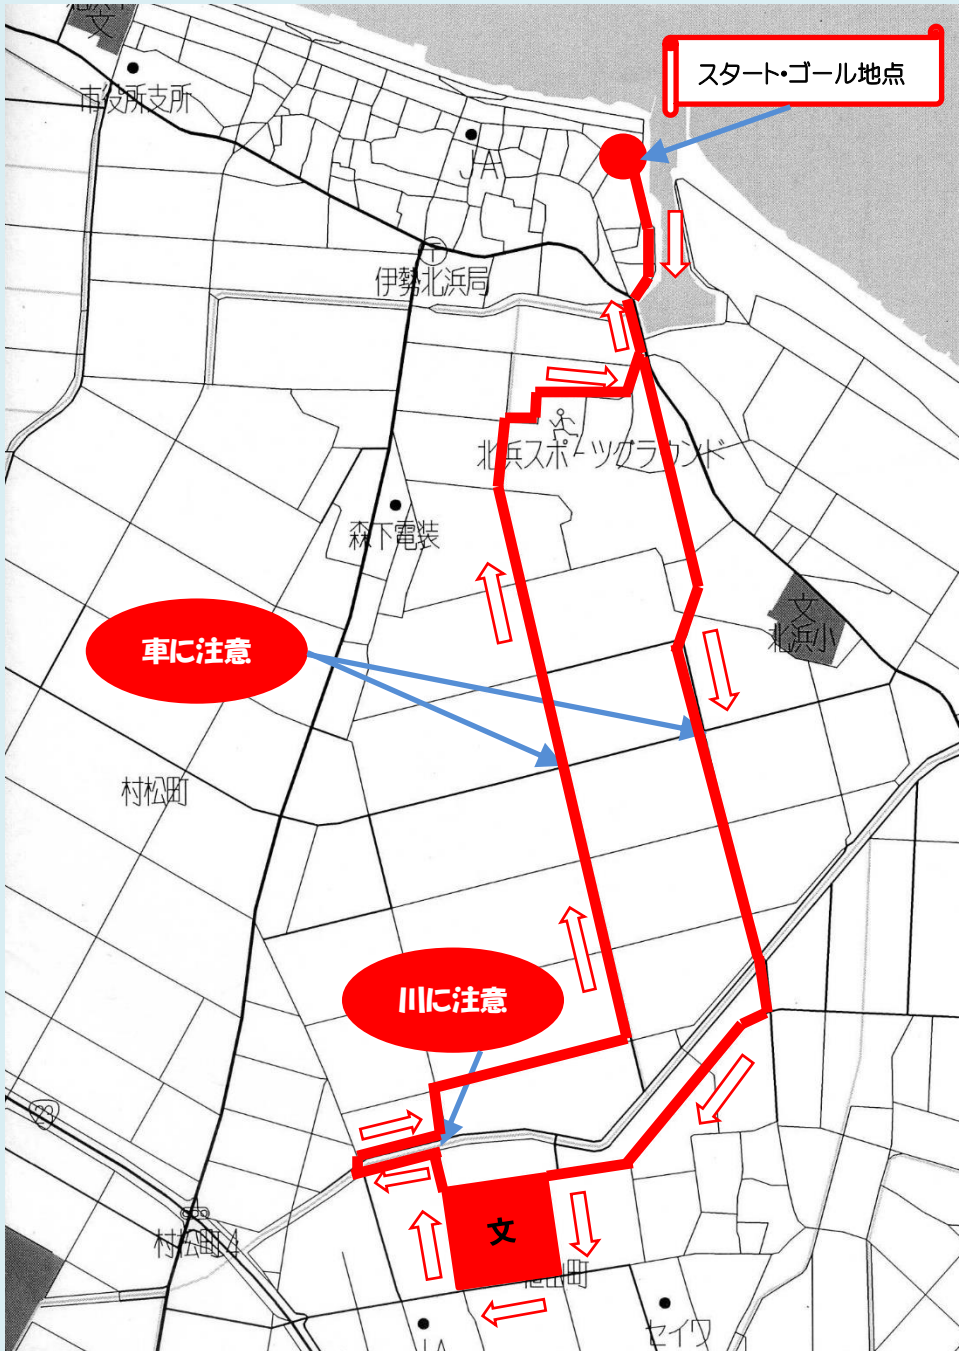 文
市役所支所
スタート・ゴール地点
JA
〒
伊勢北浜局
北浜スポーツグラウンド
森下電装
文
北浜小
車に注意
村松町
川に注意
23
村松町4
文
セイワ
JA